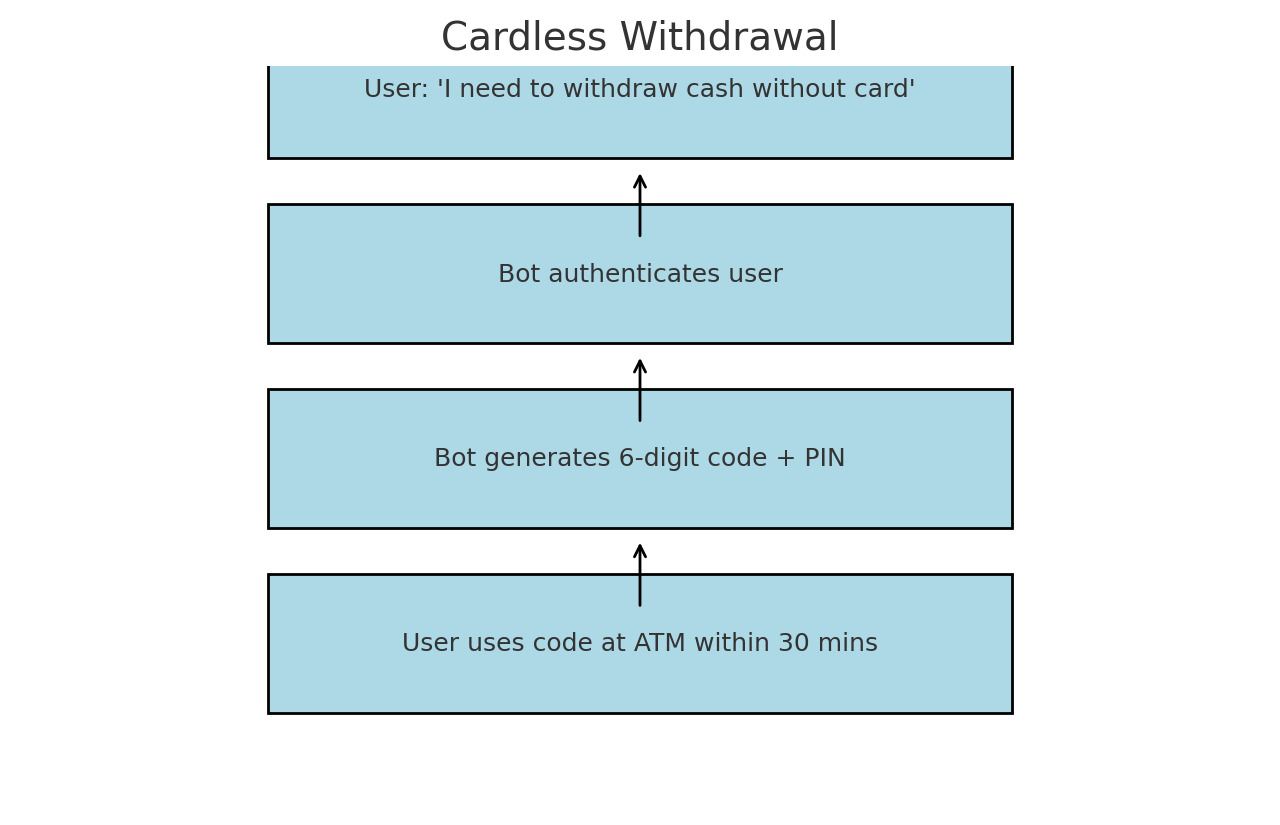 Cardless Withdrawal
User: 'I need to withdraw cash without card'
Bot authenticates user
Bot generates 6-digit code + PIN
User uses code at ATM within 30 mins